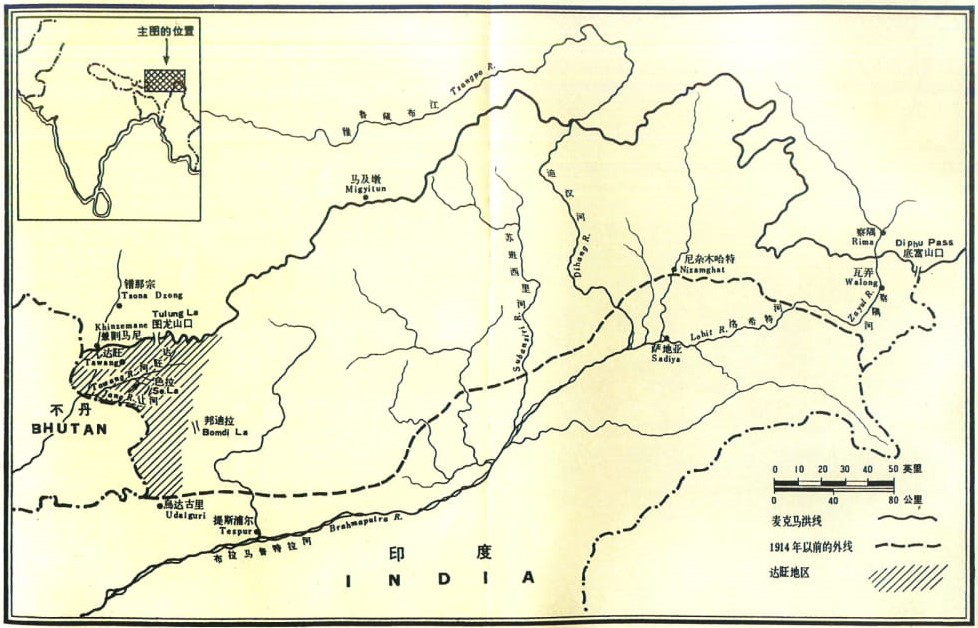 主图的位置
雅鲁藏布江
Tsangpo R.
马及墩
Migyitun
迪汉河
Dihang R.
苏班西里河
Subansiri R.
尼杂木哈特
Nizamghat
察隅
Rima
Diphu Pass
底富山口
瓦弄
Walong
察隅河
Zayul R.
错那宗
Tsona Dzong
Tulung La
图龙山口
Khinzemane
兼则马尼
达旺
Tawang
达旺河
Tawang R.
色拉
Se La
不丹
BHUTAN
邦迪拉
Bomdi La
Lohit R. 洛希特河
萨地亚
Sadiya
乌达古里
Udalguri
提斯浦尔
Tezpur
布拉马普特拉河
Brahmaputra R.
印度
INDIA
0 10 20 30 40 50 英里
0 40 80 公里
麦克马洪线
1914年以前的外线
达旺地区